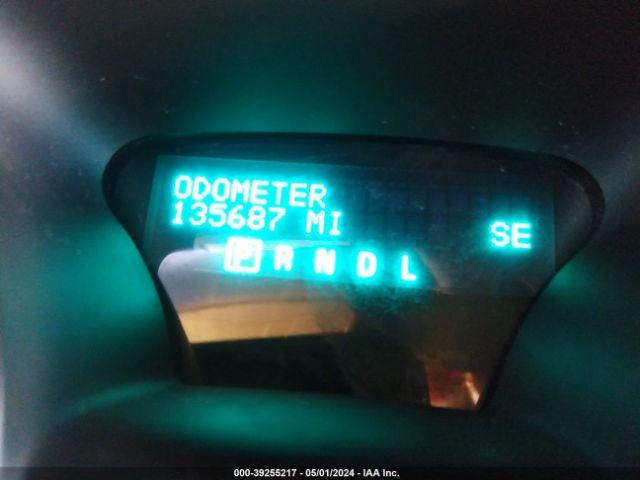 ODOMETER
135687 MI
SE
P R N D L
000-39255217 - 05/01/2024 - IAA Inc.